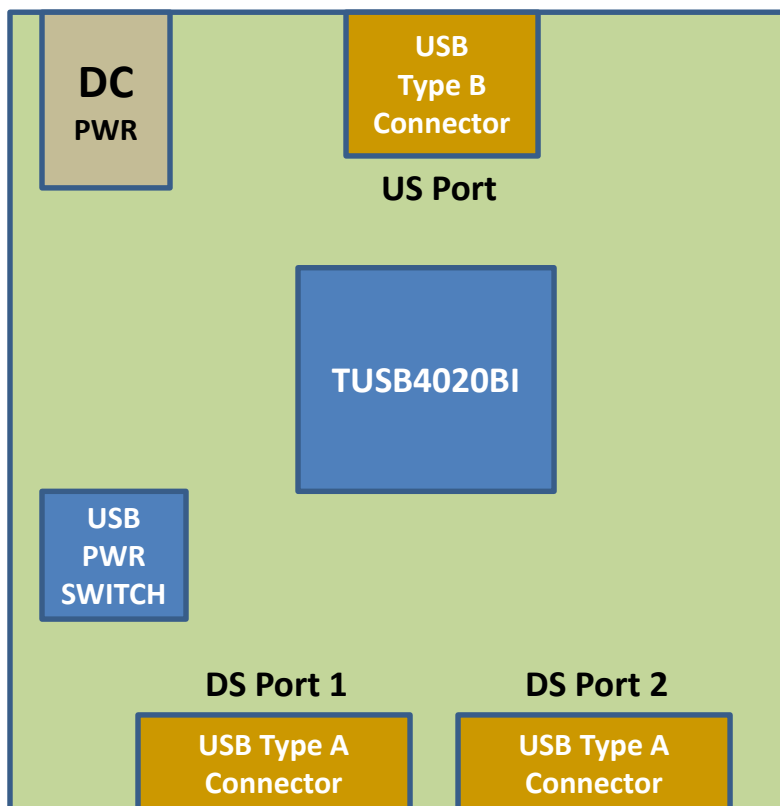 DC
PWR
USB
Type B
Connector
US Port
TUSB4020BI
USB
PWR
SWITCH
DS Port 1
DS Port 2
USB Type A
Connector
USB Type A
Connector